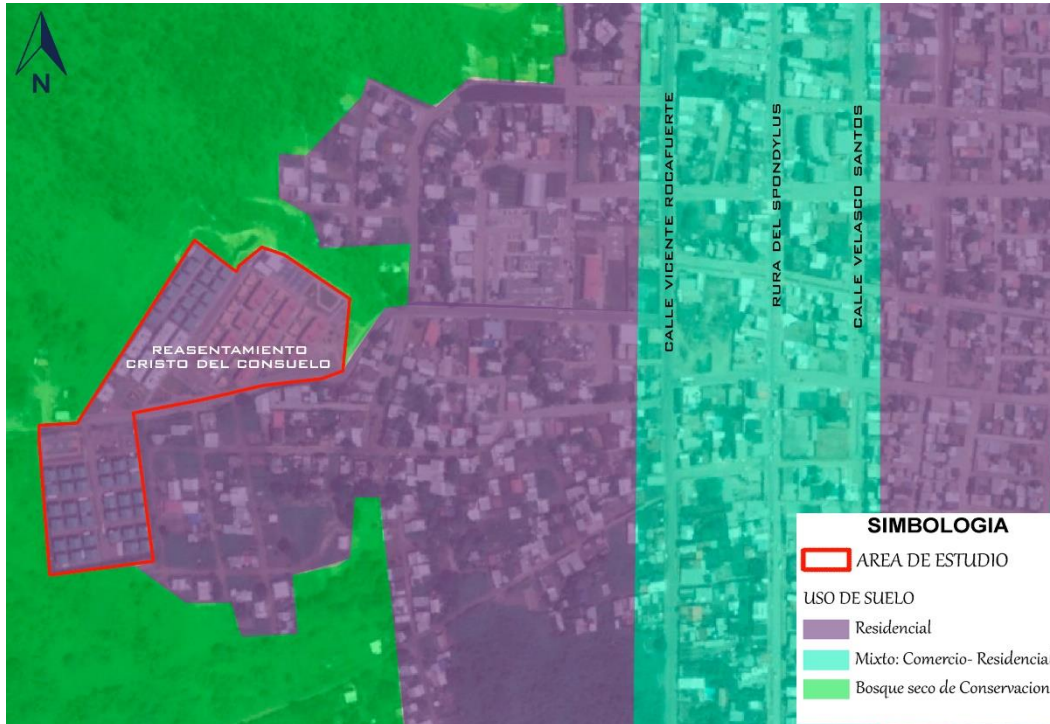 N
REASENTAMIENTO
CRISTO DEL CONSUELO
CALLE VICENTE ROCAFUERTE
RURA DEL SPONDYLUS
CALLE VELASCO SANTOS
SIMBOLOGIA
AREA DE ESTUDIO
USO DE SUELO
Residencial
Mixto: Comercio- Residencia
Bosque seco de Conservacion